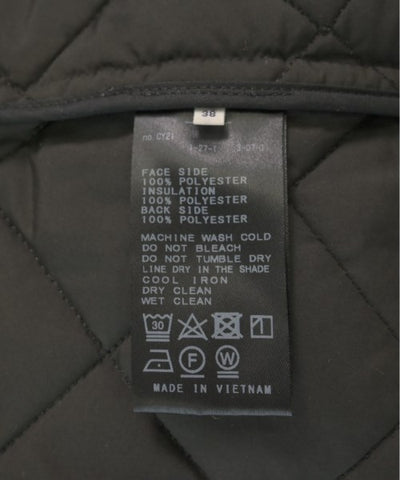 38
no.CY21
FACE SIDE
100% POLYESTER
INSULATION
100% POLYESTER
BACK SIDE
100% POLYESTER
MACHINE WASH COLD
DO NOT BLEACH
DO NOT TUMBLE DRY
LINE DRY IN THE SHADE
COOL IRON
DRY CLEAN
WET CLEAN
30
F W
MADE IN VIETNAM